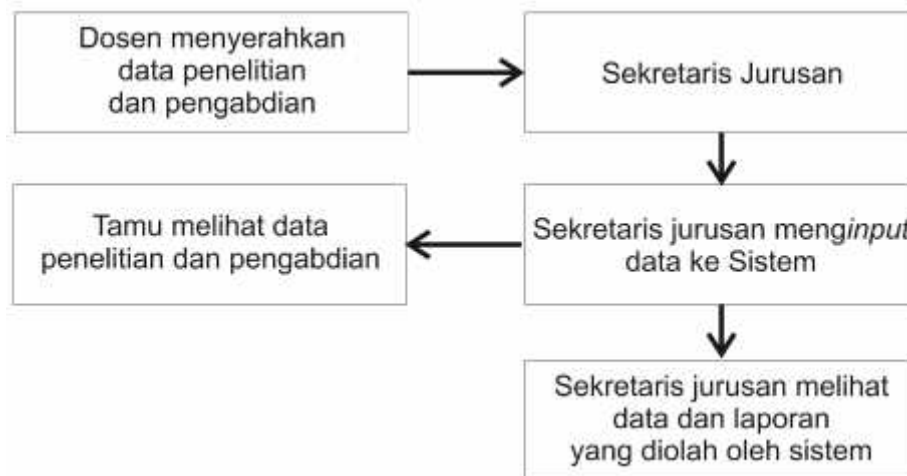 Dosen menyerahkan
data penelitian
dan pengabdian
Sekretaris Jurusan
Tamu melihat data
penelitian dan pengabdian
Sekretaris jurusan menginput
data ke Sistem
Sekretaris jurusan melihat
data dan laporan
yang diolah oleh sistem